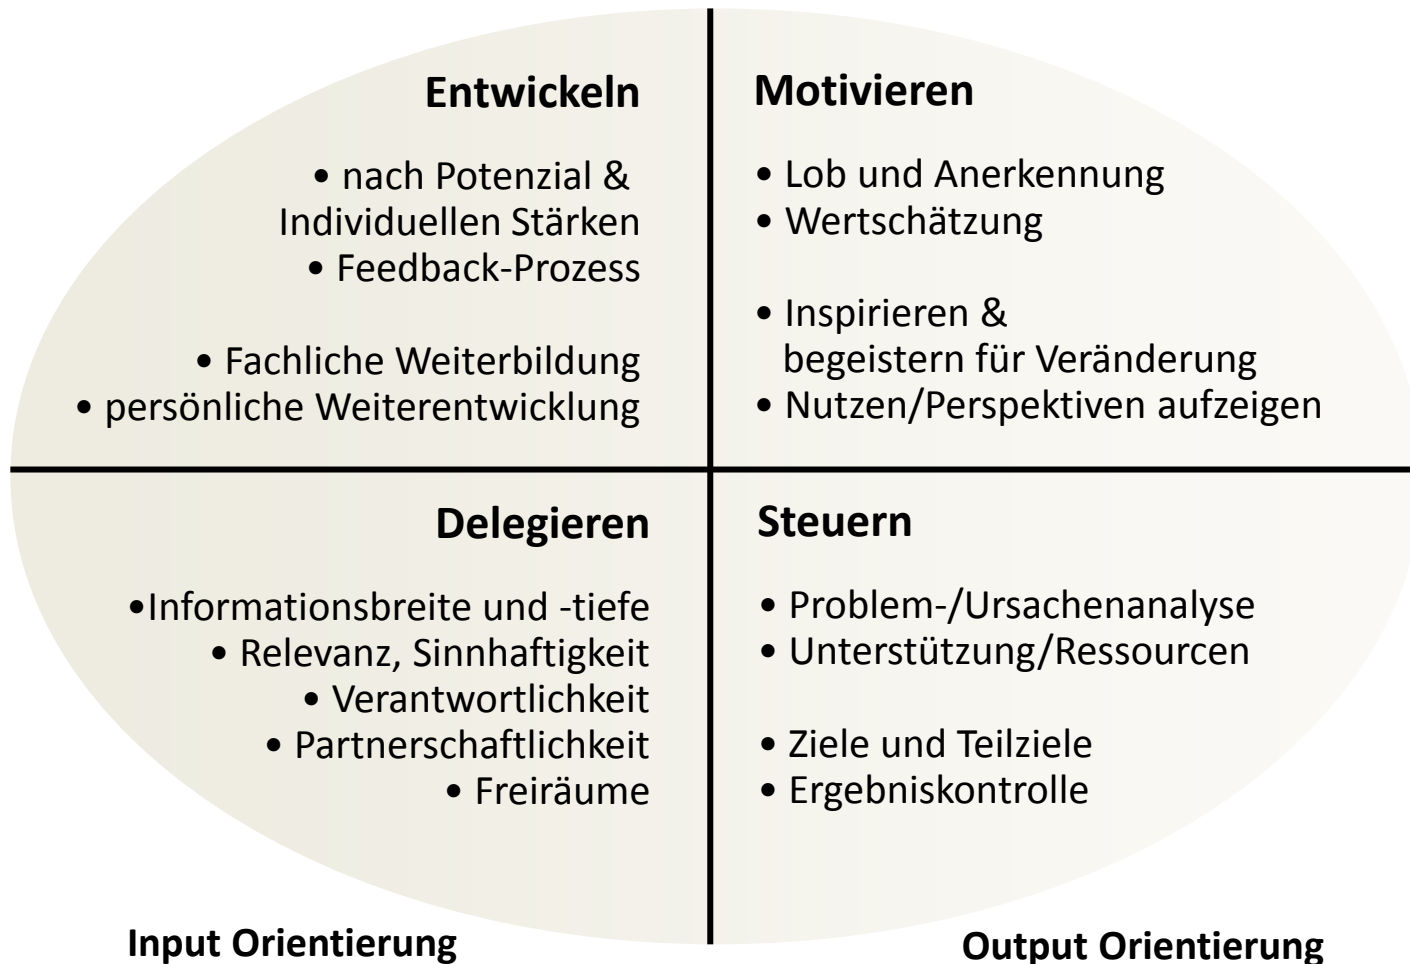 Entwickeln
• nach Potenzial &
Individuellen Stärken
• Feedback-Prozess
• Fachliche Weiterbildung
• persönliche Weiterentwicklung
Motivieren
• Lob und Anerkennung
• Wertschätzung
• Inspirieren &
begeistern für Veränderung
• Nutzen/Perspektiven aufzeigen
Delegieren
•Informationsbreite und -tiefe
• Relevanz, Sinnhaftigkeit
• Verantwortlichkeit
• Partnerschaftlichkeit
• Freiräume
Steuern
• Problem-/Ursachenanalyse
• Unterstützung/Ressourcen
• Ziele und Teilziele
• Ergebniskontrolle
Input Orientierung
Output Orientierung